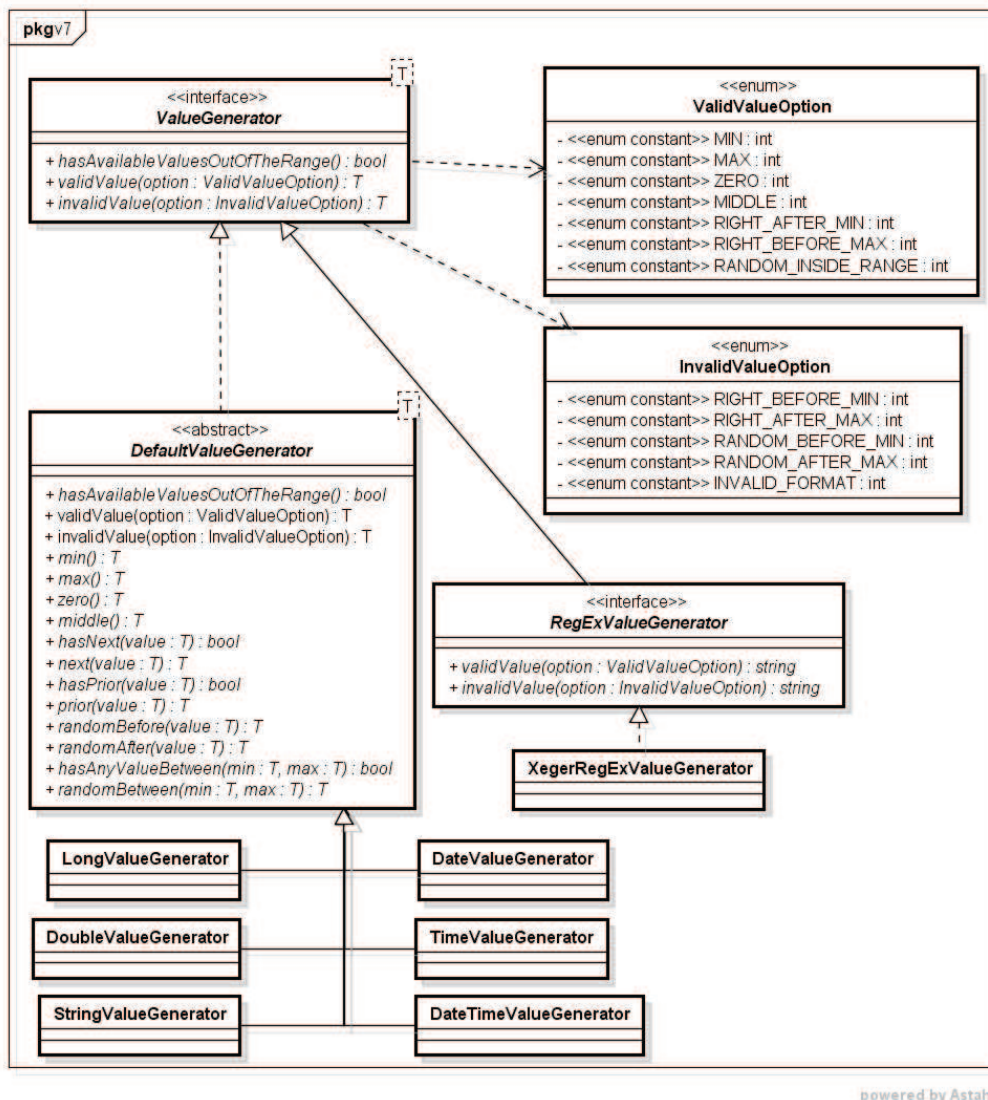 pkg v7
T
<<interface>>
ValueGenerator
+ hasAvailableValuesOutOfTheRange() : bool
+ validValue(option : ValidValueOption) : T
+ invalidValue(option : InvalidValueOption) : T
<<enum>>
ValidValueOption
- <<enum constant>> MIN : int
- <<enum constant>> MAX : int
- <<enum constant>> ZERO : int
- <<enum constant>> MIDDLE : int
- <<enum constant>> RIGHT_AFTER_MIN : int
- <<enum constant>> RIGHT_BEFORE_MAX : int
- <<enum constant>> RANDOM_INSIDE_RANGE : int
<<enum>>
InvalidValueOption
- <<enum constant>> RIGHT_BEFORE_MIN : int
- <<enum constant>> RIGHT_AFTER_MAX : int
- <<enum constant>> RANDOM_BEFORE_MIN : int
- <<enum constant>> RANDOM_AFTER_MAX : int
- <<enum constant>> INVALID_FORMAT : int
T
<<abstract>>
DefaultValueGenerator
+ hasAvailableValuesOutOfTheRange() : bool
+ validValue(option : ValidValueOption) : T
+ invalidValue(option : InvalidValueOption) : T
+ min() : T
+ max() : T
+ zero() : T
+ middle() : T
+ hasNext(value : T) : bool
+ next(value : T) : T
+ hasPrior(value : T) : bool
+ prior(value : T) : T
+ randomBefore(value : T) : T
+ randomAfter(value : T) : T
+ hasAnyValueBetween(min : T, max : T) : bool
+ randomBetween(min : T, max : T) : T
<<interface>>
RegExValueGenerator
+ validValue(option : ValidValueOption) : string
+ invalidValue(option : InvalidValueOption) : string
XegerRegExValueGenerator
LongValueGenerator
DateValueGenerator
DoubleValueGenerator
TimeValueGenerator
StringValueGenerator
DateTimeValueGenerator
powered by Astah